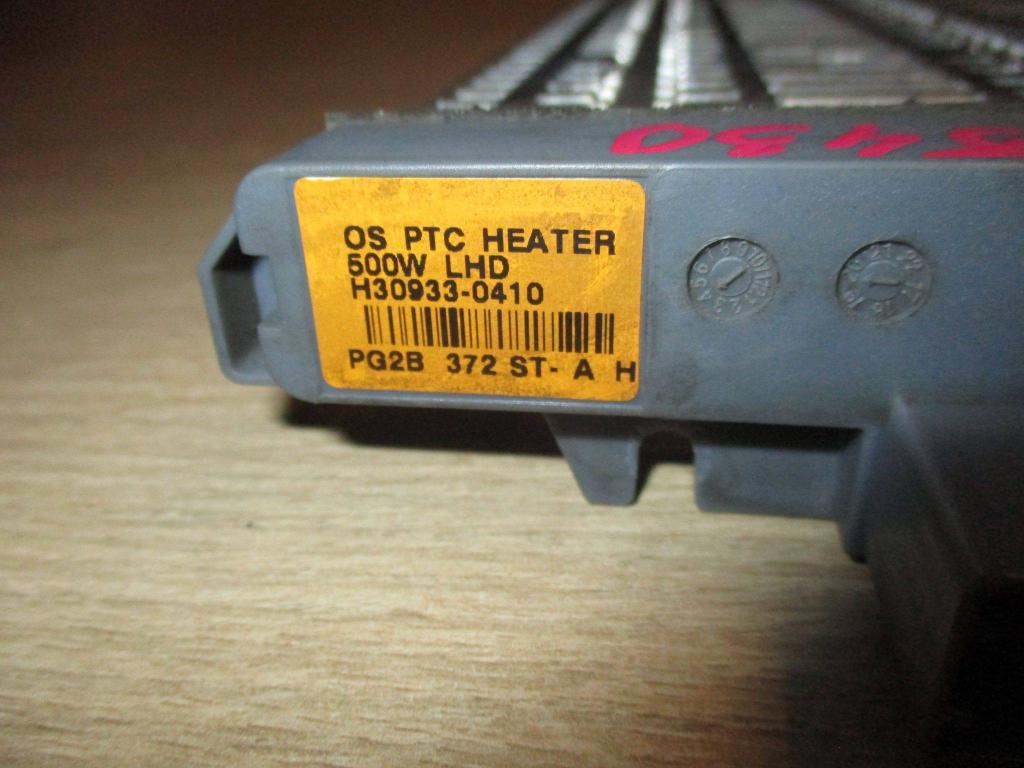 OS PTC HEATER
500W LHD
H30933-0410
PG2B 372 ST- A H